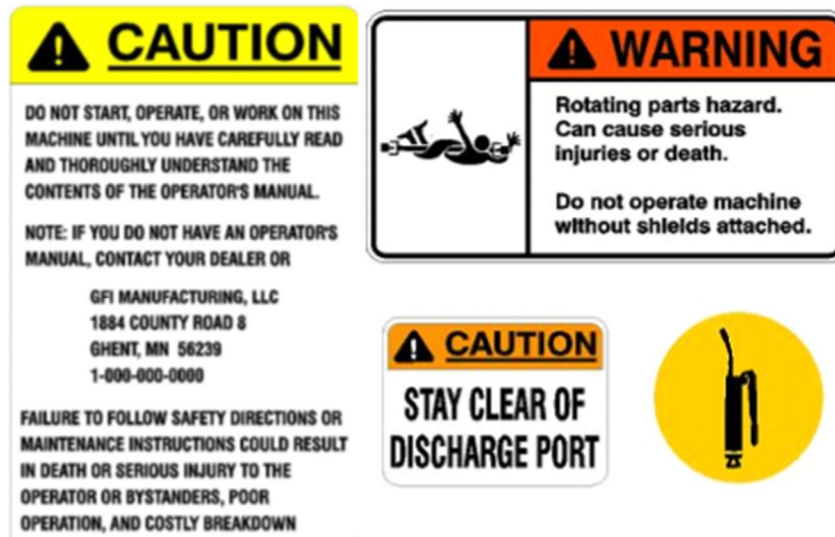 CAUTION
DO NOT START, OPERATE, OR WORK ON THIS
MACHINE UNTIL YOU HAVE CAREFULLY READ
AND THOROUGHLY UNDERSTAND THE
CONTENTS OF THE OPERATOR'S MANUAL.
NOTE: IF YOU DO NOT HAVE AN OPERATOR'S
MANUAL, CONTACT YOUR DEALER OR
GFI MANUFACTURING, LLC
1884 COUNTY ROAD 8
GHENT, MN 56239
1-000-000-0000
FAILURE TO FOLLOW SAFETY DIRECTIONS OR
MAINTENANCE INSTRUCTIONS COULD RESULT
IN DEATH OR SERIOUS INJURY TO THE
OPERATOR OR BYSTANDERS, POOR
OPERATION, AND COSTLY BREAKDOWN
WARNING
Rotating parts hazard.
Can cause serious
injuries or death.
Do not operate machine
without shields attached.
CAUTION
STAY CLEAR OF
DISCHARGE PORT